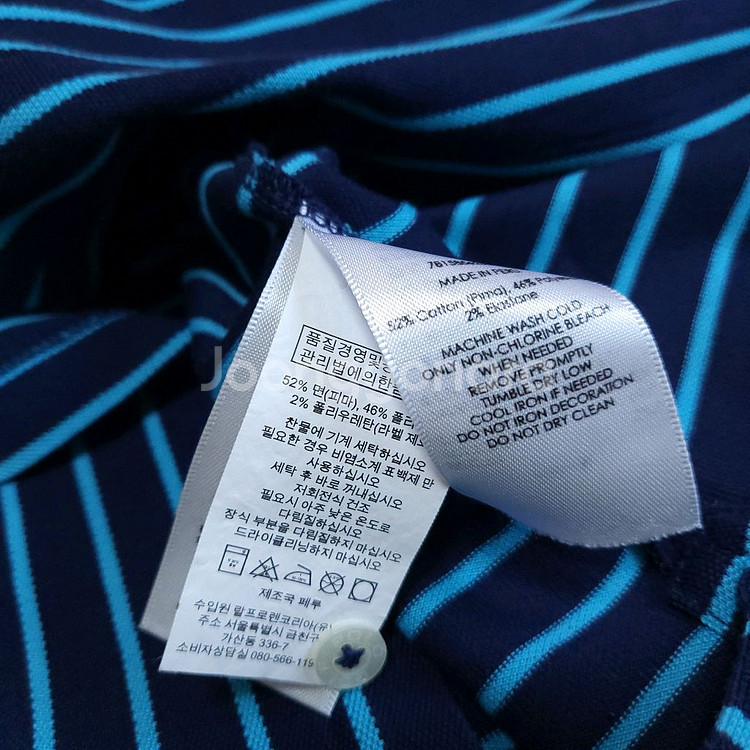 MADE IN PERU
52% Cotton (Pima), 46%
2% Elastane
MACHINE WASH COLD
ONLY NON-CHLORINE BLEACH
WHEN NEEDED
REMOVE PROMPTLY
TUMBLE DRY LOW
COOL IRON IF NEEDED
DO NOT IRON DECORATION
DO NOT DRY CLEAN
품질경영및
관리법에의한
52% 면(피마), 46% 폴리
2% 폴리우레탄(라벨 제
찬물에 기계 세탁하십시오
필요한 경우 비염소계 표백제 만
사용하십시오
세탁 후 바로 꺼내십시오
저회전식 건조
필요시 아주 낮은 온도로
다림질하십시오
장식 부분을 다림질하지 마십시오
드라이클리닝하지 마십시오
제조국 페루
수입원 랄프로렌코리아(유)
주소 서울특별시 금천구
가산동 336-7
소비자상담실 080-566-119